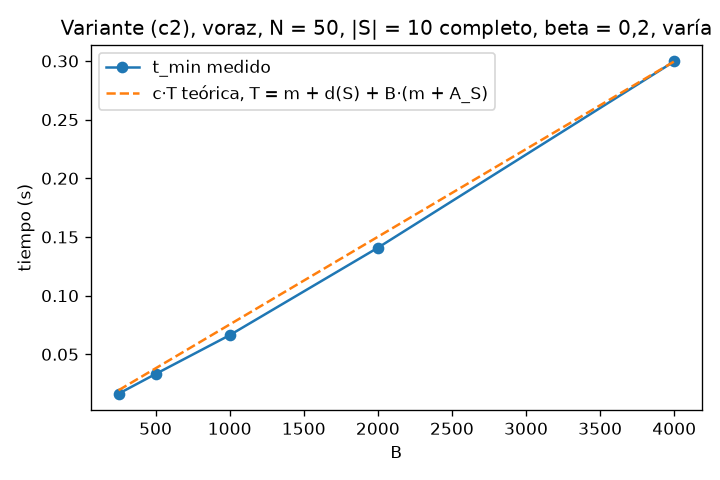 Variante (c2), voraz, N = 50, |S| = 10 completo, beta = 0,2, varía
t_min medido
c·T teórica, T = m + d(S) + B·(m + A_S)
tiempo (s)
0.30
0.25
0.20
0.15
0.10
0.05
500 1000 1500 2000 2500 3000 3500 4000
B